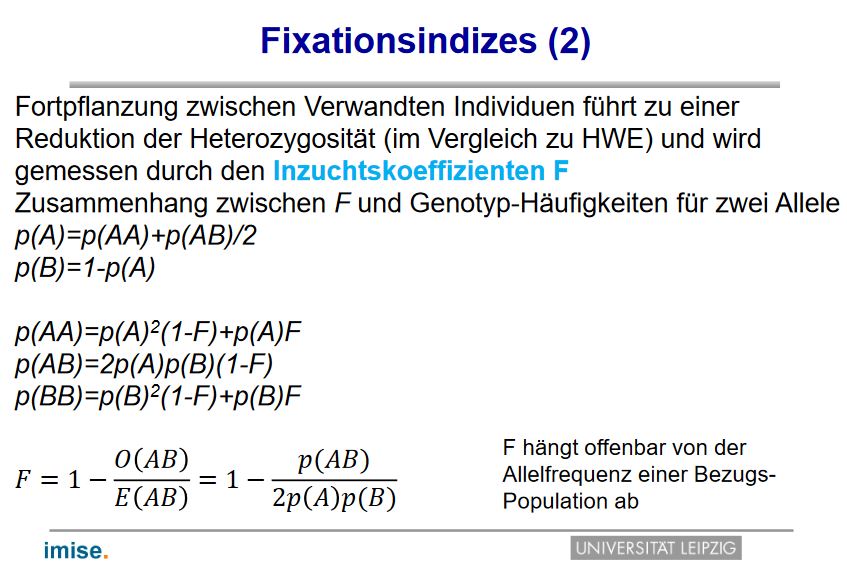 Fixationsindizes (2)
Fortpflanzung zwischen Verwandten Individuen führt zu einer
Reduktion der Heterozygosität (im Vergleich zu HWE) und wird
gemessen durch den Inzuchtskoeffizienten F
Zusammenhang zwischen F und Genotyp-Häufigkeiten für zwei Allele
p(A)=p(AA)+p(AB)/2
p(B)=1-p(A)
p(AA)=p(A)²(1-F)+p(A)F
p(AB)=2p(A)p(B)(1-F)
p(BB)=p(B)²(1-F)+p(B)F
F = 1 − O(AB)/E(AB) = 1 − p(AB)/2p(A)p(B)
F hängt offenbar von der
Allelfrequenz einer Bezugs-
Population ab
imise.
UNIVERSITÄT LEIPZIG